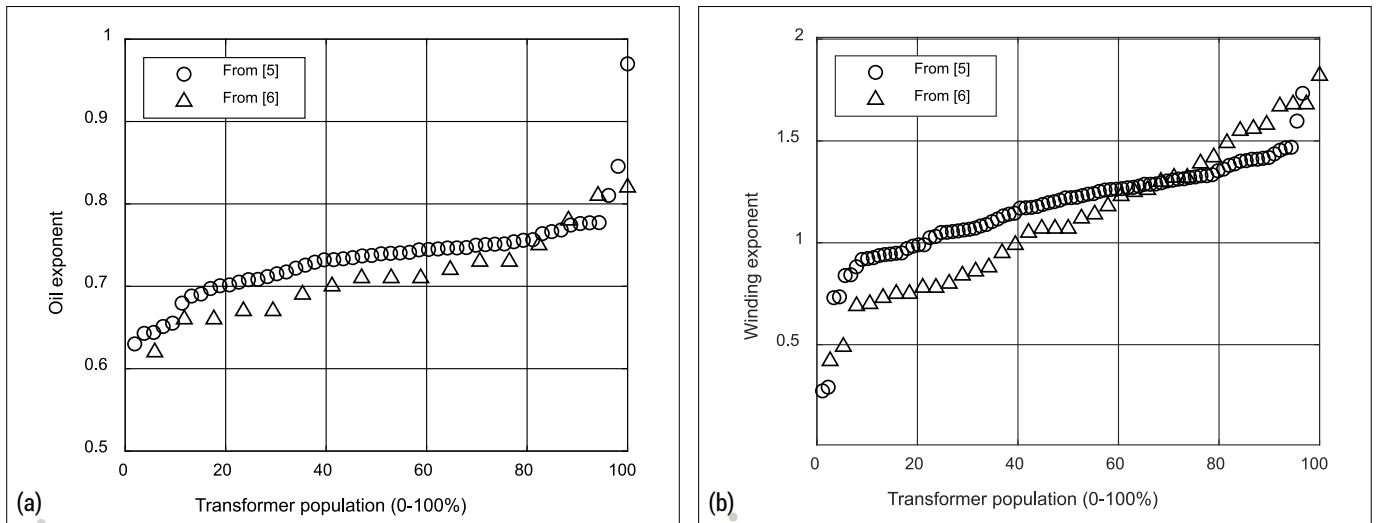 1
0.9
0.8
0.7
0.6
0.5
Oil exponent
From [5]
From [6]
0 20 40 60 80 100
Transformer population (0-100%)
(a)
2
1.5
1
0.5
Winding exponent
From [5]
From [6]
0 20 40 60 80 100
Transformer population (0-100%)
(b)